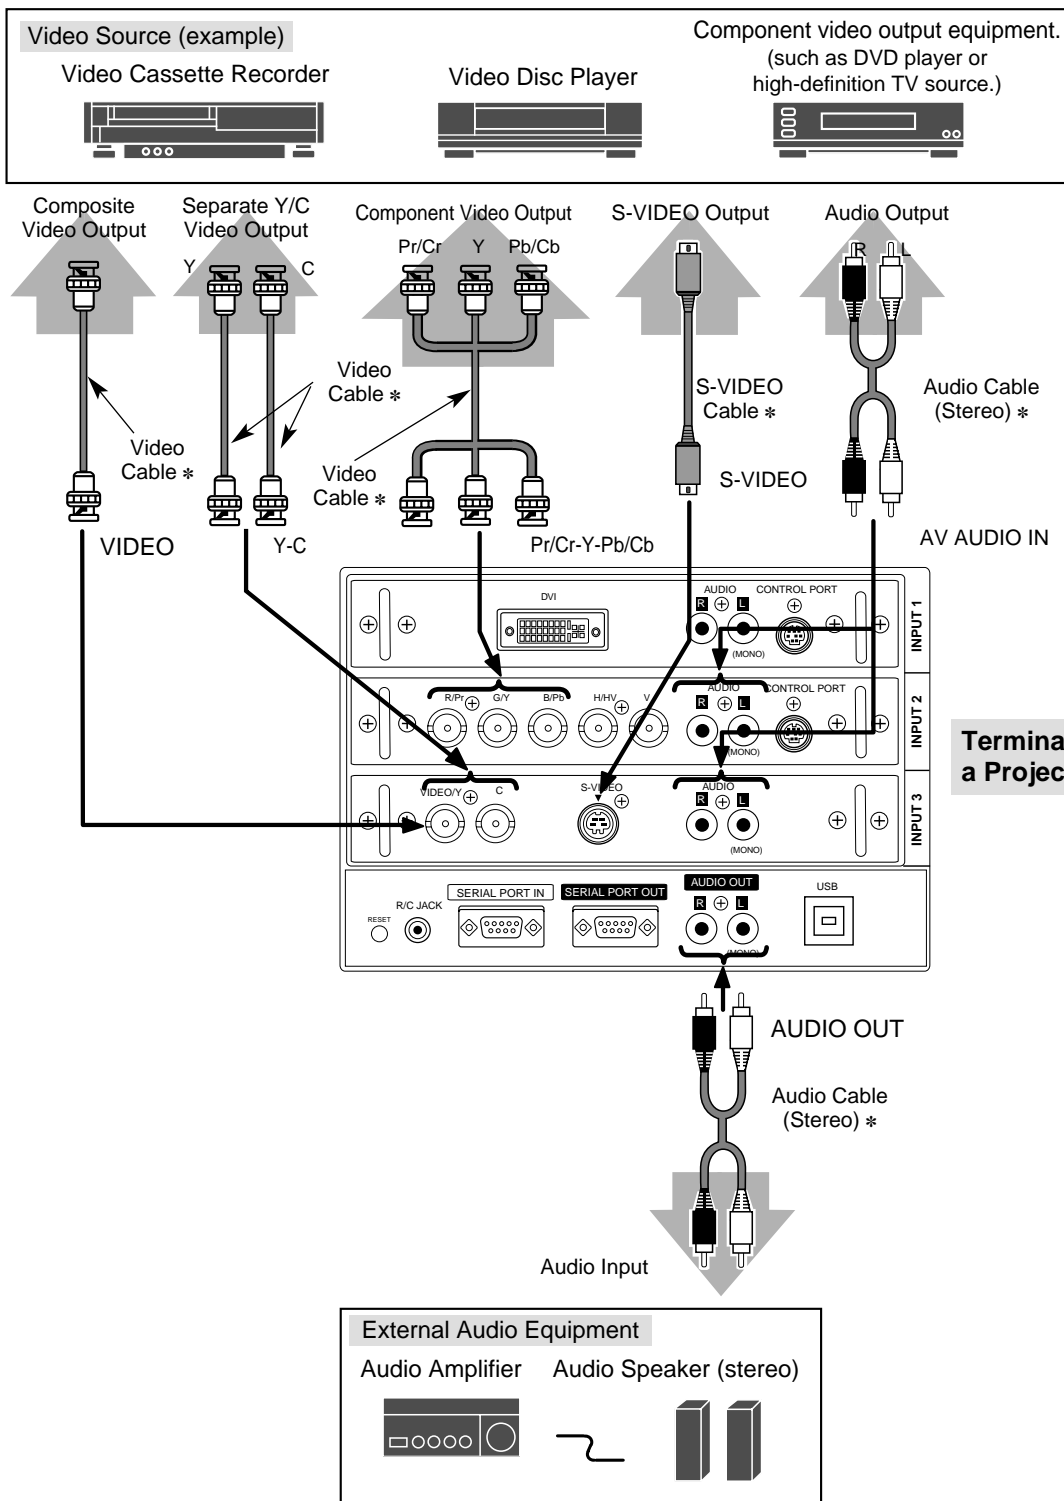 Video Source (example)
Component video output equipment.
(such as DVD player or
high-definition TV source.)
Video Cassette Recorder
Video Disc Player
Composite
Video Output
Separate Y/C
Video Output
Component Video Output
S-VIDEO Output
Audio Output
Y
C
Pr/Cr
Y
Pb/Cb
R
L
Video
Cable *
Video
Cable *
Video
Cable *
S-VIDEO
Cable *
Audio Cable
(Stereo) *
S-VIDEO
VIDEO
Y-C
Pr/Cr-Y-Pb/Cb
AV AUDIO IN
DVI
AUDIO
R
L
(MONO)
CONTROL PORT
INPUT 1
R/Pr
G/Y
B/Pb
H/HV
V
AUDIO
R
L
(MONO)
CONTROL PORT
INPUT 2
Termina
a Projec
VIDEO/Y
C
S-VIDEO
AUDIO
R
L
(MONO)
INPUT 3
RESET
R/C JACK
SERIAL PORT IN
SERIAL PORT OUT
AUDIO OUT
R
L
(MONO)
USB
AUDIO OUT
Audio Cable
(Stereo) *
Audio Input
External Audio Equipment
Audio Amplifier
Audio Speaker (stereo)